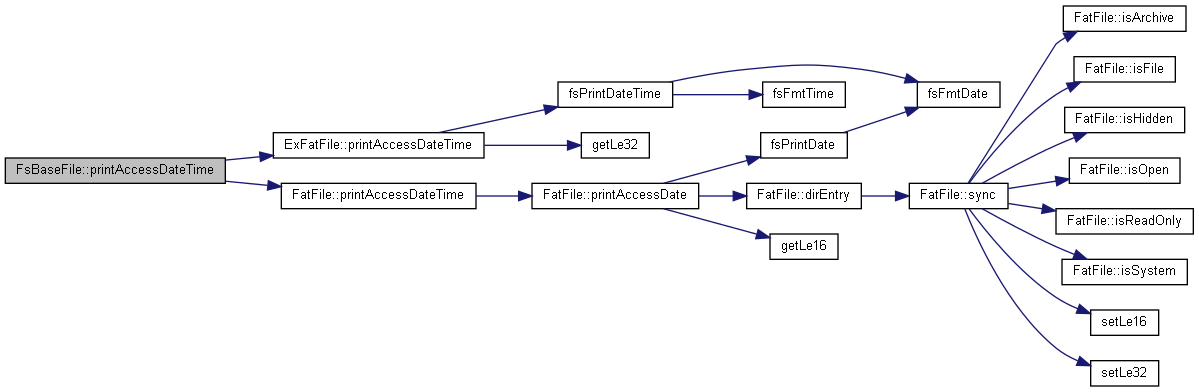 FsBaseFile::printAccessDateTime
ExFatFile::printAccessDateTime
FatFile::printAccessDateTime
fsPrintDateTime
getLe32
FatFile::printAccessDate
fsFmtTime
fsPrintDate
FatFile::dirEntry
getLe16
fsFmtDate
FatFile::sync
FatFile::isArchive
FatFile::isFile
FatFile::isHidden
FatFile::isOpen
FatFile::isReadOnly
FatFile::isSystem
setLe16
setLe32